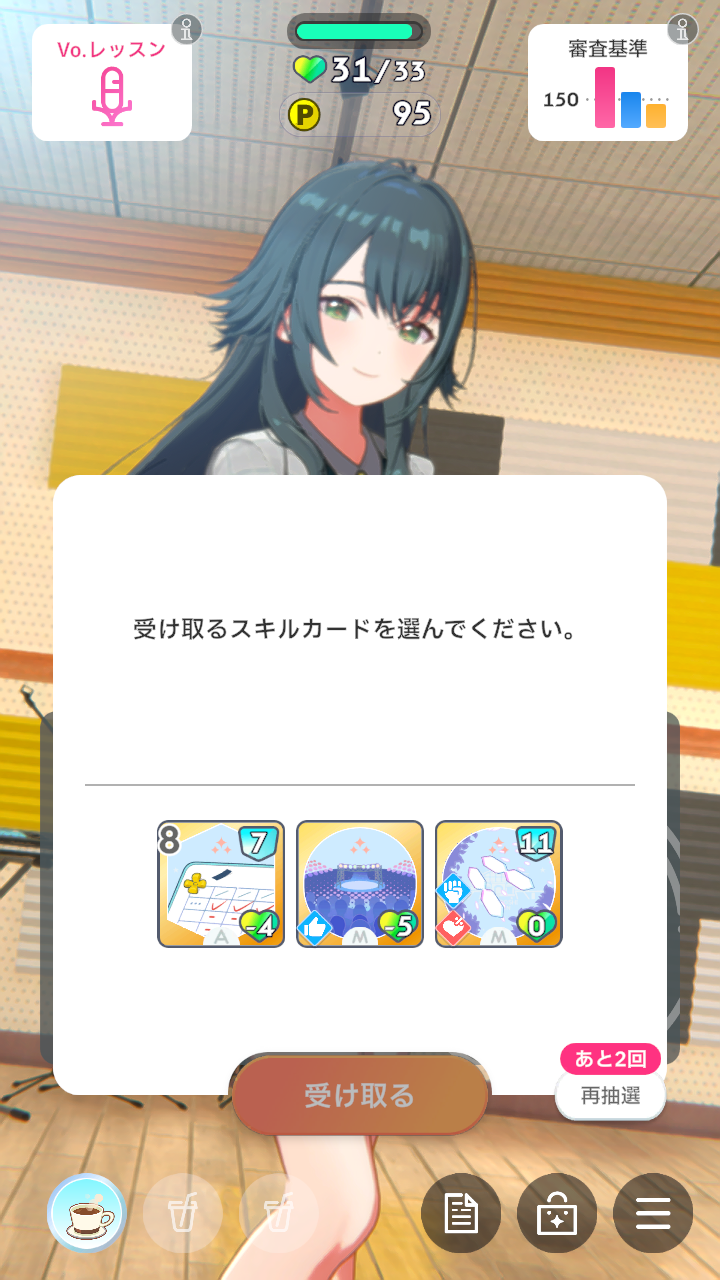 Vo.レッスン
31/33
P 95
審査基準
150
受け取るスキルカードを選んでください。
8 7 11
-4 -5 0
A M M
受け取る
あと2回
再抽選